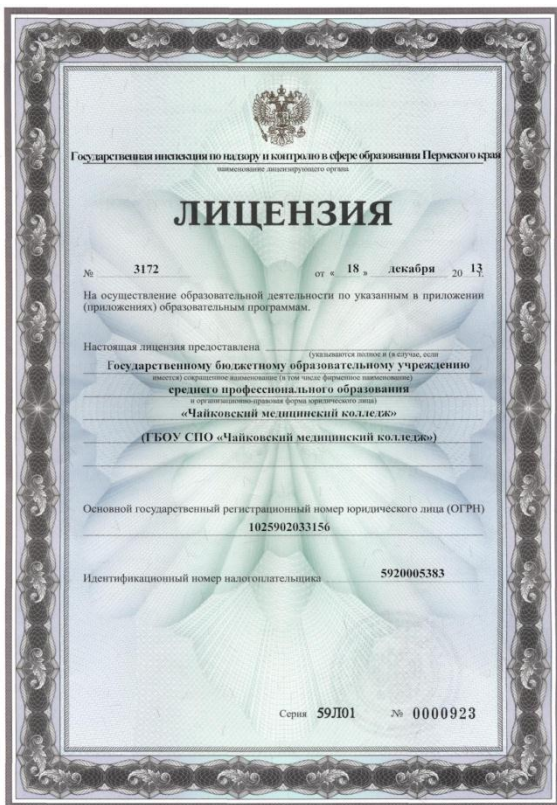 Государственная инспекция по надзору и контролю в сфере образования Пермского края
наименование лицензирующего органа
ЛИЦЕНЗИЯ
№ 3172 от « 18 » декабря 20 13 г.
На осуществление образовательной деятельности по указанным в приложении
(приложениях) образовательным программам.
Настоящая лицензия предоставлена
(указываются полное и (в случае, если
Государственному бюджетному образовательному учреждению
имеется) сокращенное наименование (в том числе фирменное наименование)
среднего профессионального образования
и организационно-правовая форма юридического лица)
«Чайковский медицинский колледж»
(ГБОУ СПО «Чайковский медицинский колледж»)
Основной государственный регистрационный номер юридического лица (ОГРН)
1025902033156
Идентификационный номер налогоплательщика 5920005383
Серия 59Л01 № 0000923